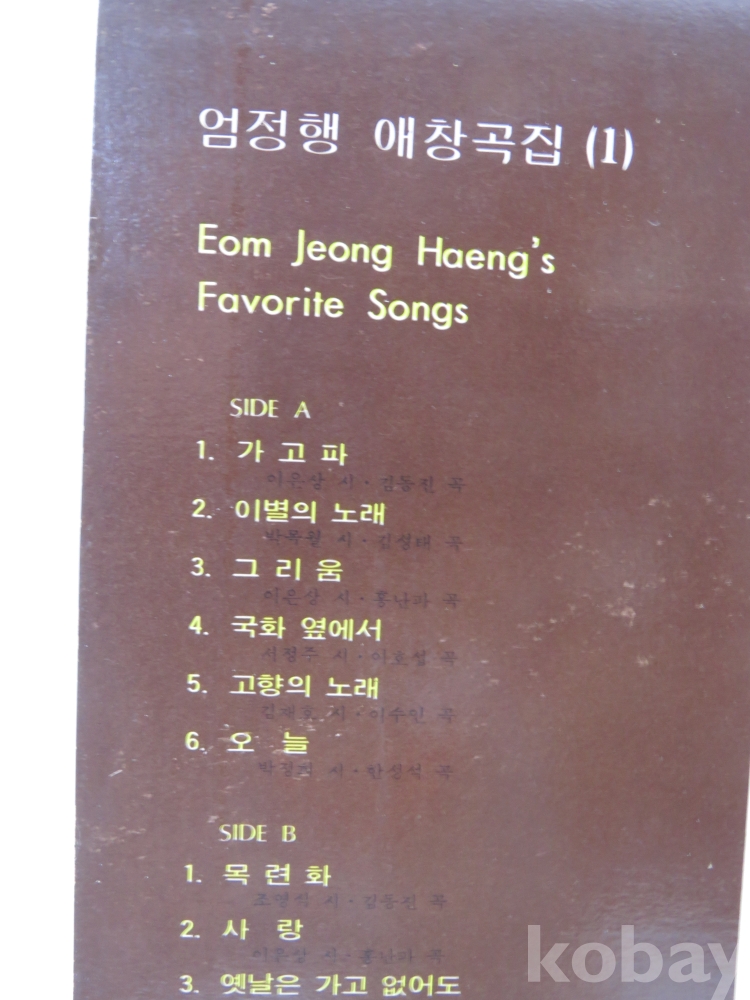 엄정행 애창곡집 (1)
Eom Jeong Haeng's
Favorite Songs
SIDE A
1. 가 고 파
이은상 시 · 김동진 곡
2. 이별의 노래
박목월 시 · 김성태 곡
3. 그 리 움
이은상 시 · 홍난파 곡
4. 국화 옆에서
서정주 시 · 이호섭 곡
5. 고향의 노래
김재호 시 · 이수인 곡
6. 오 늘
시 · 한성석 곡
SIDE B
1. 목 련 화
조영식 시 · 김동진 곡
2. 사 랑
이은상 시 · 홍난파 곡
3. 옛날은 가고 없어도
kobay